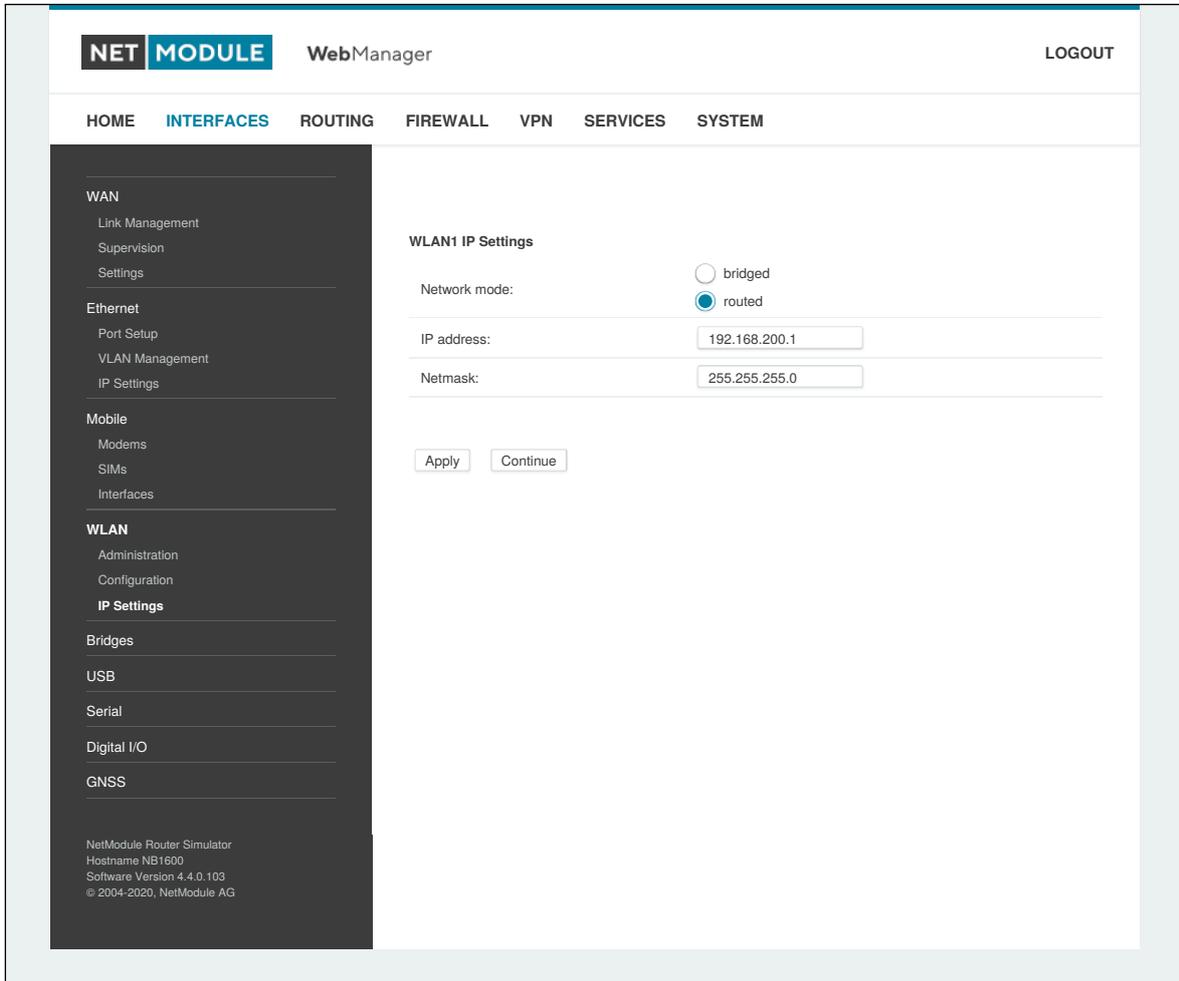 NET MODULE WebManager LOGOUT
HOME INTERFACES ROUTING FIREWALL VPN SERVICES SYSTEM
WAN
Link Management
Supervision
Settings
Ethernet
Port Setup
VLAN Management
IP Settings
Mobile
Modems
SIMs
Interfaces
WLAN
Administration
Configuration
IP Settings
Bridges
USB
Serial
Digital I/O
GNSS
NetModule Router Simulator
Hostname NB1600
Software Version 4.4.0.103
© 2004-2020, NetModule AG
WLAN1 IP Settings
Network mode:
bridged
routed
IP address: 192.168.200.1
Netmask: 255.255.255.0
Apply Continue